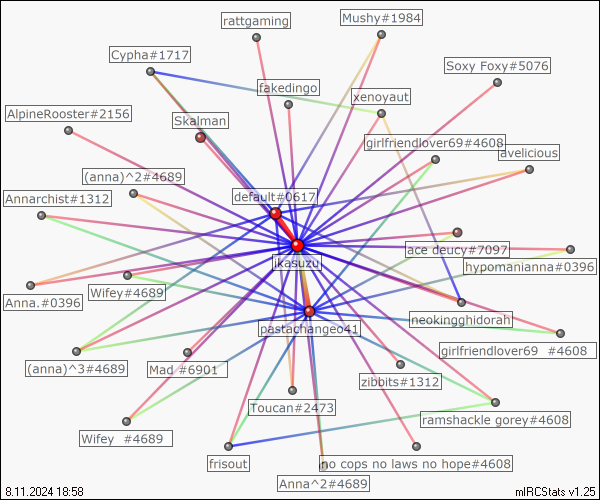 rattgaming
Mushy#1984
Cypha#1717
Soxy Foxy#5076
fakedingo
xenoyaut
AlpineRooster#2156
Skalman
girlfriendlover69#4608
avelicious
(anna)^2#4689
default#0617
Annarchist#1312
ace deucy#7097
jkasuzu
hypomanianna#0396
Anna.#0396
Wifey#4689
neokingghidorah
pastachange41
girlfriendlover69 #4608
(anna)^3#4689
Mad #6901
zibbits#1312
Toucan#2473
ramshackle gorey#4608
Wifey #4689
frisout
no cops no laws no hope#4608
Anna^2#4689
8.11.2024 18:58
mIRCStats v1.25